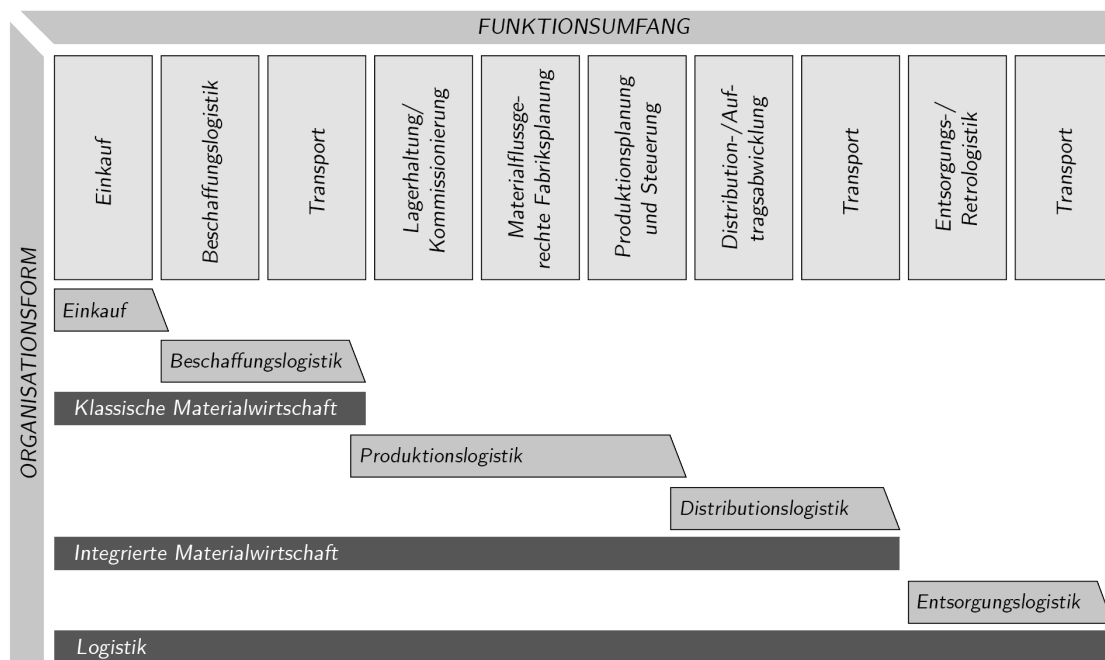 FUNKTIONSUMFANG
ORGANISATIONSFORM
Einkauf
Beschaffungslogistik
Transport
Lagerhaltung/
Kommissionierung
Materialflussge-
rechte Fabriksplanung
Produktionsplanung
und Steuerung
Distribution-/Auf-
tragsabwicklung
Transport
Entsorgungs-/
Retrologistik
Transport
Einkauf
Beschaffungslogistik
Klassische Materialwirtschaft
Produktionslogistik
Distributionslogistik
Integrierte Materialwirtschaft
Entsorgungslogistik
Logistik